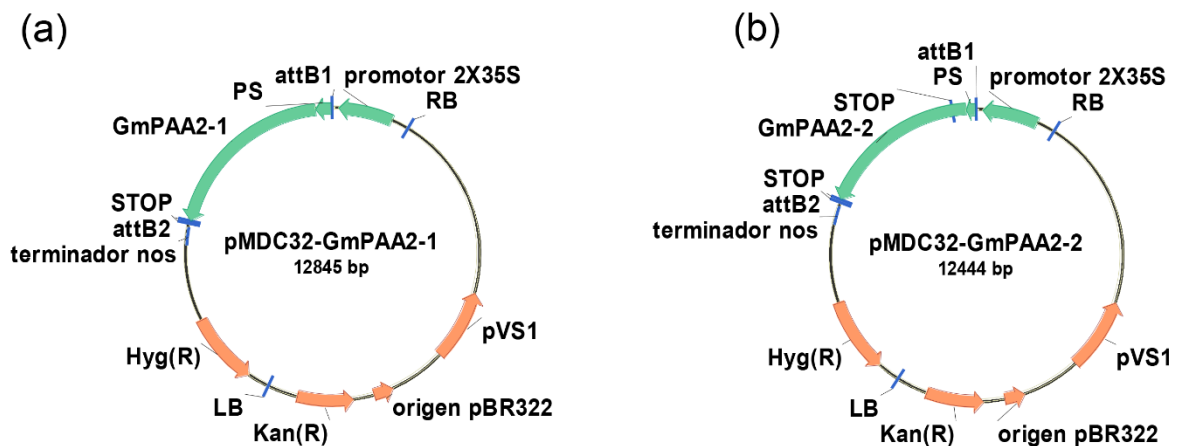 (a)
attB1
promotor 2X35S
PS
RB
GmPAA2-1
STOP
attB2
terminador nos
pMDC32-GmPAA2-1
12845 bp
pVS1
Hyg(R)
LB
origen pBR322
Kan(R)
(b)
attB1
PS
promotor 2X35S
STOP
RB
GmPAA2-2
STOP
attB2
terminador nos
pMDC32-GmPAA2-2
12444 bp
Hyg(R)
pVS1
LB
origen pBR322
Kan(R)